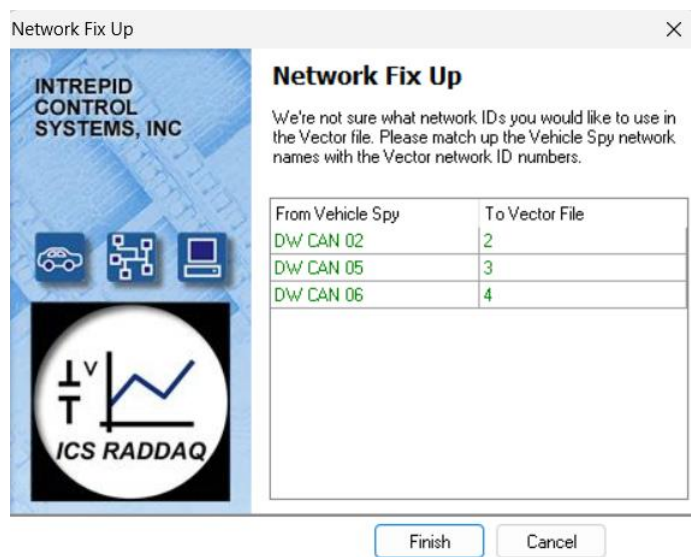 Network Fix Up
INTREPID
CONTROL
SYSTEMS, INC
Network Fix Up
We're not sure what network IDs you would like to use in
the Vector file. Please match up the Vehicle Spy network
names with the Vector network ID numbers.
From Vehicle Spy To Vector File
DW CAN 02 2
DW CAN 05 3
DW CAN 06 4
V
ICS RADDAQ
Finish Cancel